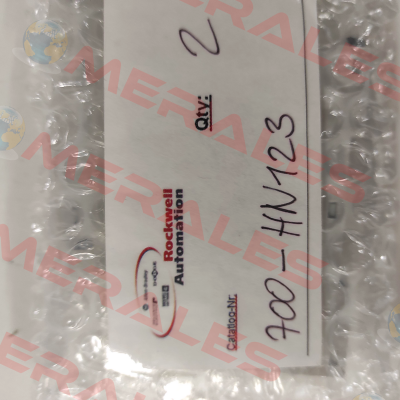 MERALES
Rockwell
Automation
Catalog-Nr.
700-HN123
Qty: 2